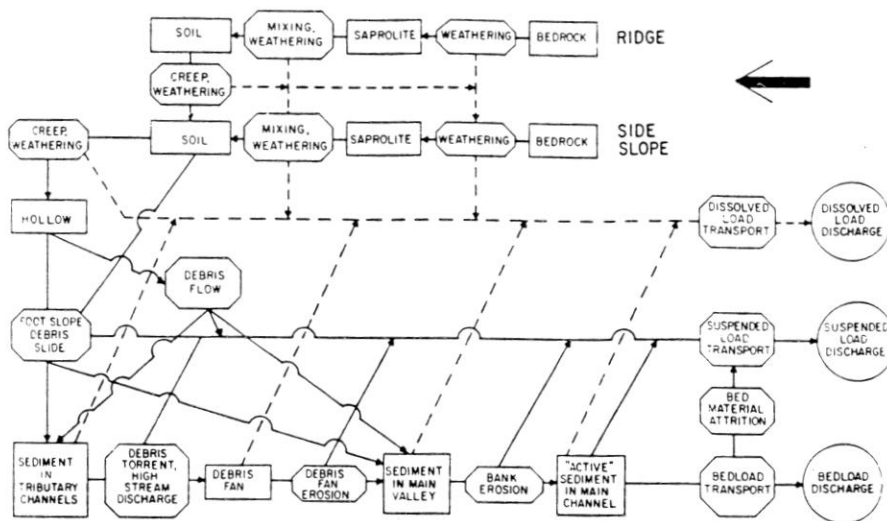 SOIL
MIXING,
WEATHERING
SAPROLITE
WEATHERING
BEDROCK
RIDGE
CREEP,
WEATHERING
CREEP,
WEATHERING
SOIL
MIXING,
WEATHERING
SAPROLITE
WEATHERING
BEDROCK
SIDE
SLOPE
HOLLOW
DISSOLVED
LOAD
TRANSPORT
DISSOLVED
LOAD
DISCHARGE
DEBRIS
FLOW
FOOT SLOPE
DEBRIS
SLIDE
SUSPENDED
LOAD
TRANSPORT
SUSPENDED
LOAD
DISCHARGE
BED
MATERIAL
ATTRITION
SEDIMENT
IN
TRIBUTARY
CHANNELS
DEBRIS
TORRENT,
HIGH
STREAM
DISCHARGE
DEBRIS
FAN
DEBRIS
FAN
EROSION
SEDIMENT
IN MAIN
VALLEY
BANK
EROSION
"ACTIVE"
SEDIMENT
IN MAIN
CHANNEL
BEDLOAD
TRANSPORT
BEDLOAD
DISCHARGE